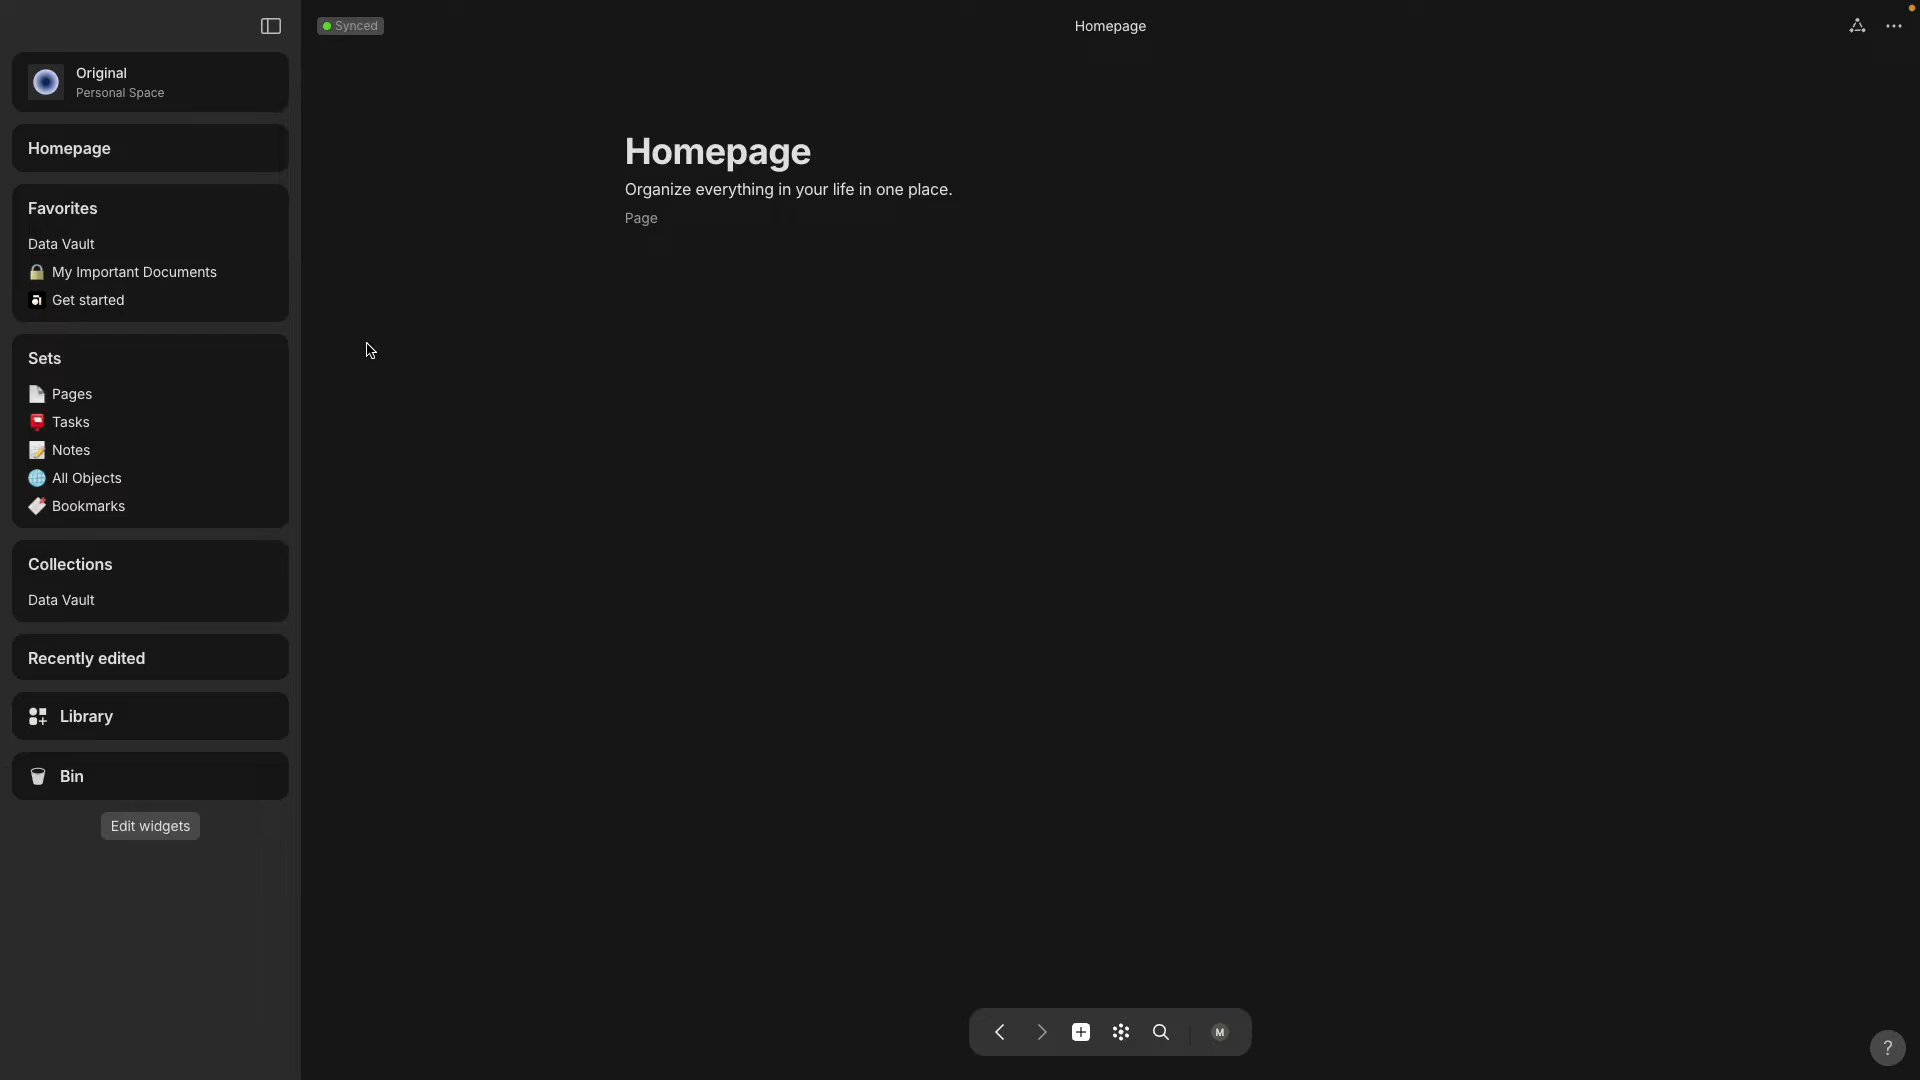 Synced
Homepage
Original
Personal Space
Homepage
Favorites
Data Vault
My Important Documents
Get started
Sets
Pages
Tasks
Notes
All Objects
Bookmarks
Collections
Data Vault
Recently edited
Library
Bin
Edit widgets
Homepage
Organize everything in your life in one place.
Page
M
?